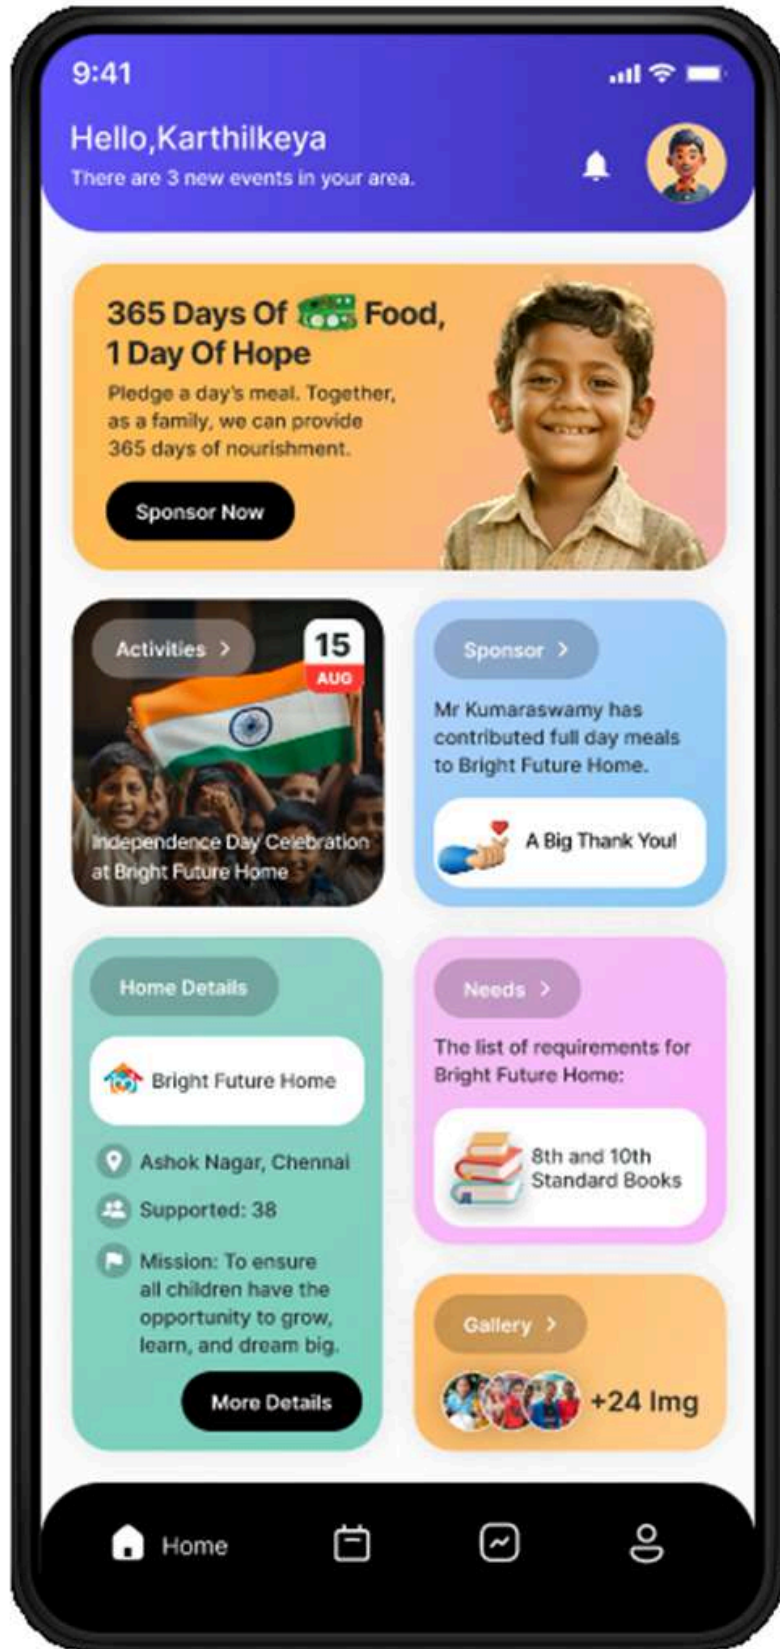 9:41
Hello,Karthilkeya
There are 3 new events in your area.
365 Days Of Food,
1 Day Of Hope
Pledge a day's meal. Together,
as a family, we can provide
365 days of nourishment.
Sponsor Now
Activities >
15
AUG
Independence Day Celebration
at Bright Future Home
Sponsor >
Mr Kumaraswamy has
contributed full day meals
to Bright Future Home.
A Big Thank You!
Home Details
Bright Future Home
Ashok Nagar, Chennai
Supported: 38
Mission: To ensure
all children have the
opportunity to grow,
learn, and dream big.
More Details
Needs >
The list of requirements for
Bright Future Home:
8th and 10th
Standard Books
Gallery >
+24 Img
Home